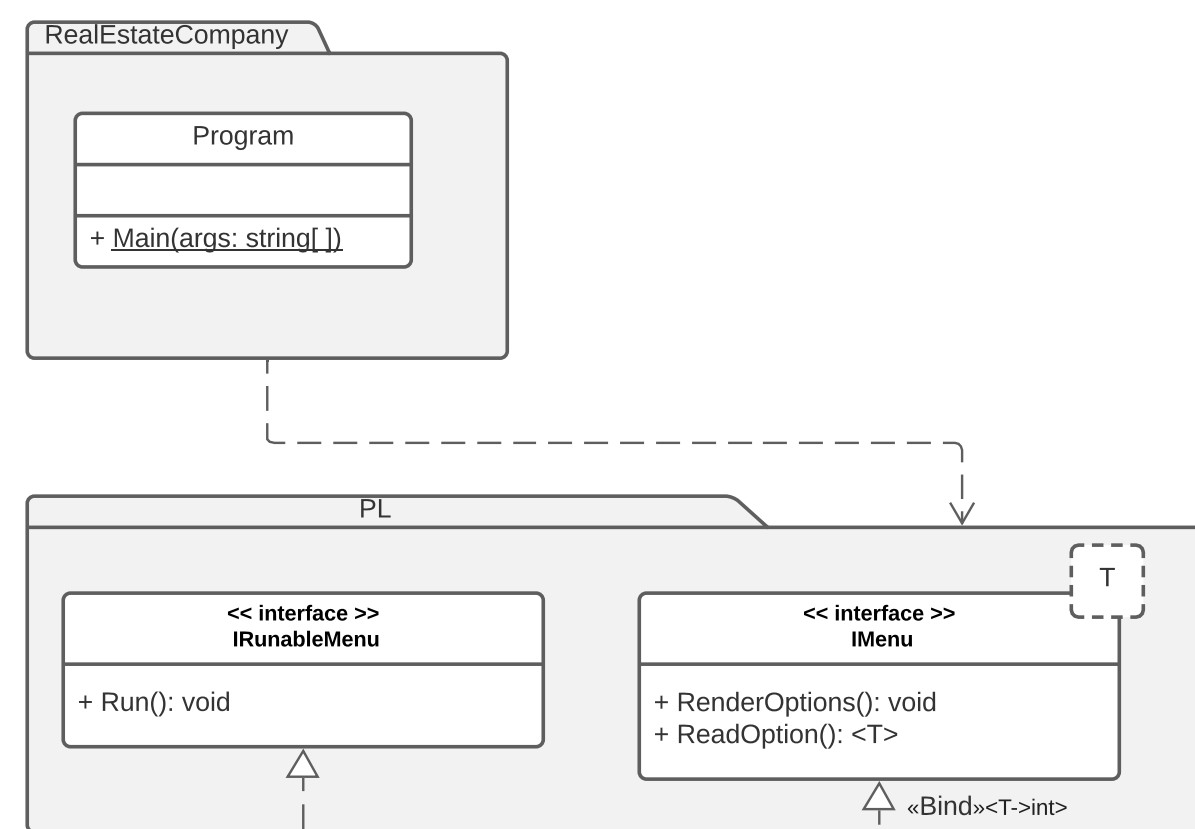 RealEstateCompany
Program
+ Main(args: string[ ])
PL
T
<< interface >>
IRunableMenu
+ Run(): void
<< interface >>
IMenu
+ RenderOptions(): void
+ ReadOption(): <T>
«Bind»<T->int>